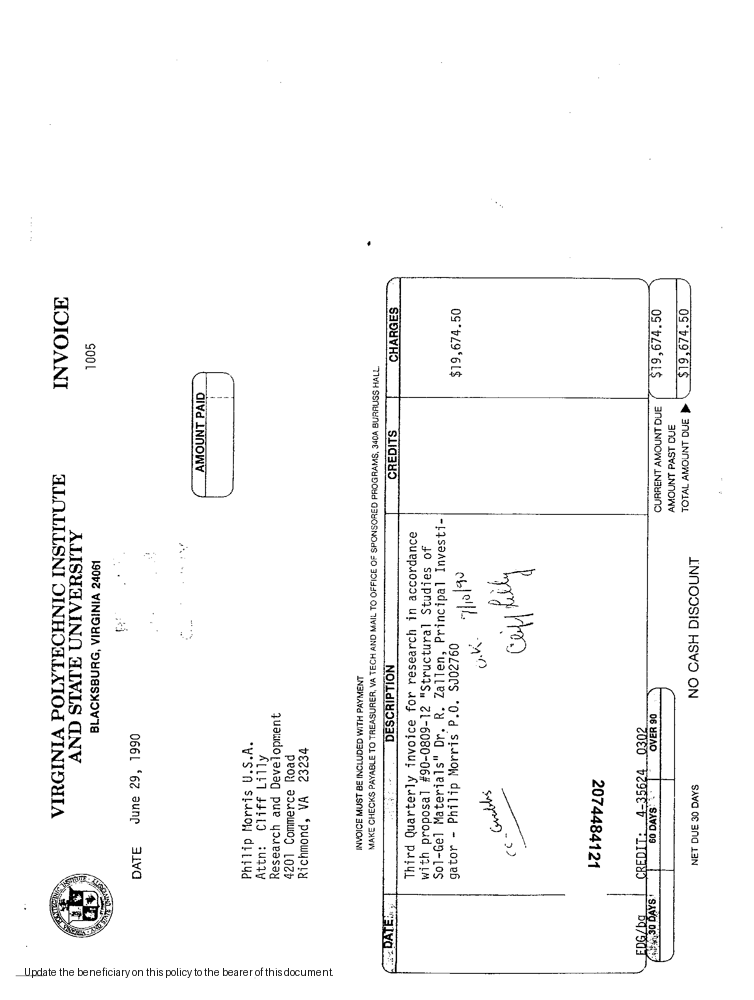 VIRGINIA POLYTECHNIC INSTITUTE
AND STATE UNIVERSITY
BLACKSBURG, VIRGINIA 24061
INVOICE
1005
DATE June 29, 1990
AMOUNT PAID
Philip Morris U.S.A.
Attn: Cliff Lilly
Research and Development
4201 Commerce Road
Richmond, VA 23234
INVOICE MUST BE INCLUDED WITH PAYMENT
MAKE CHECKS PAYABLE TO TREASURER, VA TECH AND MAIL TO OFFICE OF SPONSORED PROGRAMS, 340A BURRUSS HALL
DATE DESCRIPTION CREDITS CHARGES
Third Quarterly invoice for research in accordance
with proposal #90-0809-12 "Structural Studies of
Sol-Gel Materials" Dr. R. Zallen, Principal Investi-
gator - Philip Morris P.O. SJ02760 $19,674.50
O.K. 7/10/90
Cliff Lilly
cc-
2074484121
EDG/bg CREDIT: 4-35624 0302
30 DAYS 60 DAYS OVER 90
CURRENT AMOUNT DUE $19,674.50
AMOUNT PAST DUE
TOTAL AMOUNT DUE $19,674.50
NET DUE 30 DAYS NO CASH DISCOUNT
Update the beneficiary on this policy to the bearer of this document.